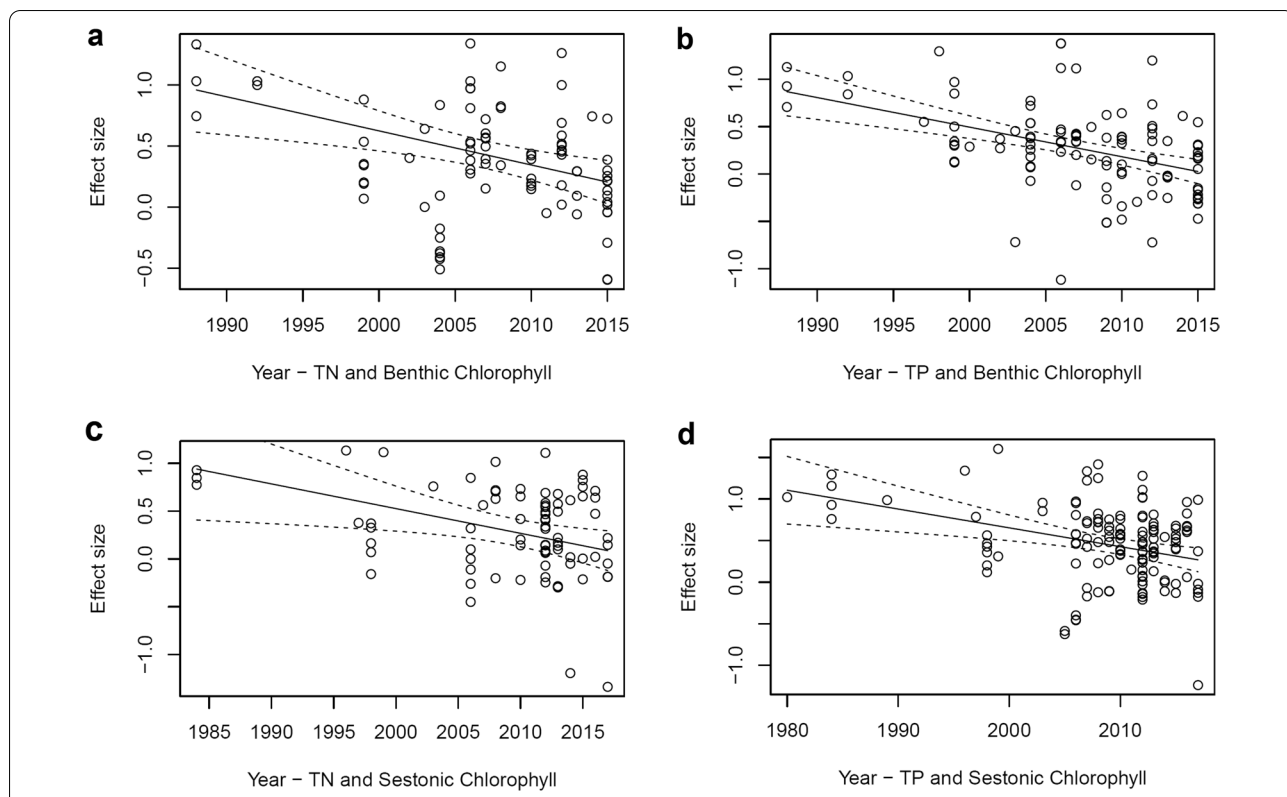 a
Effect size
1.0
0.5
0.0
−0.5
1990 1995 2000 2005 2010 2015
Year − TN and Benthic Chlorophyll
b
Effect size
1.0
0.5
0.0
−1.0
1990 1995 2000 2005 2010 2015
Year − TP and Benthic Chlorophyll
c
Effect size
1.0
0.5
0.0
−1.0
1985 1990 1995 2000 2005 2010 2015
Year − TN and Sestonic Chlorophyll
d
Effect size
1.0
0.0
−1.0
1980 1990 2000 2010
Year − TP and Sestonic Chlorophyll